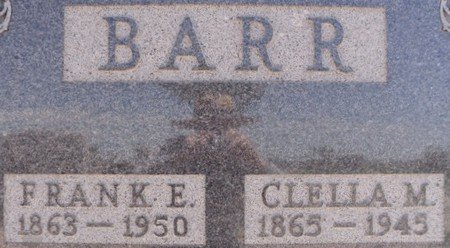 BARR
FRANK E.
1863 — 1950
CLELLA M.
1865 — 1945